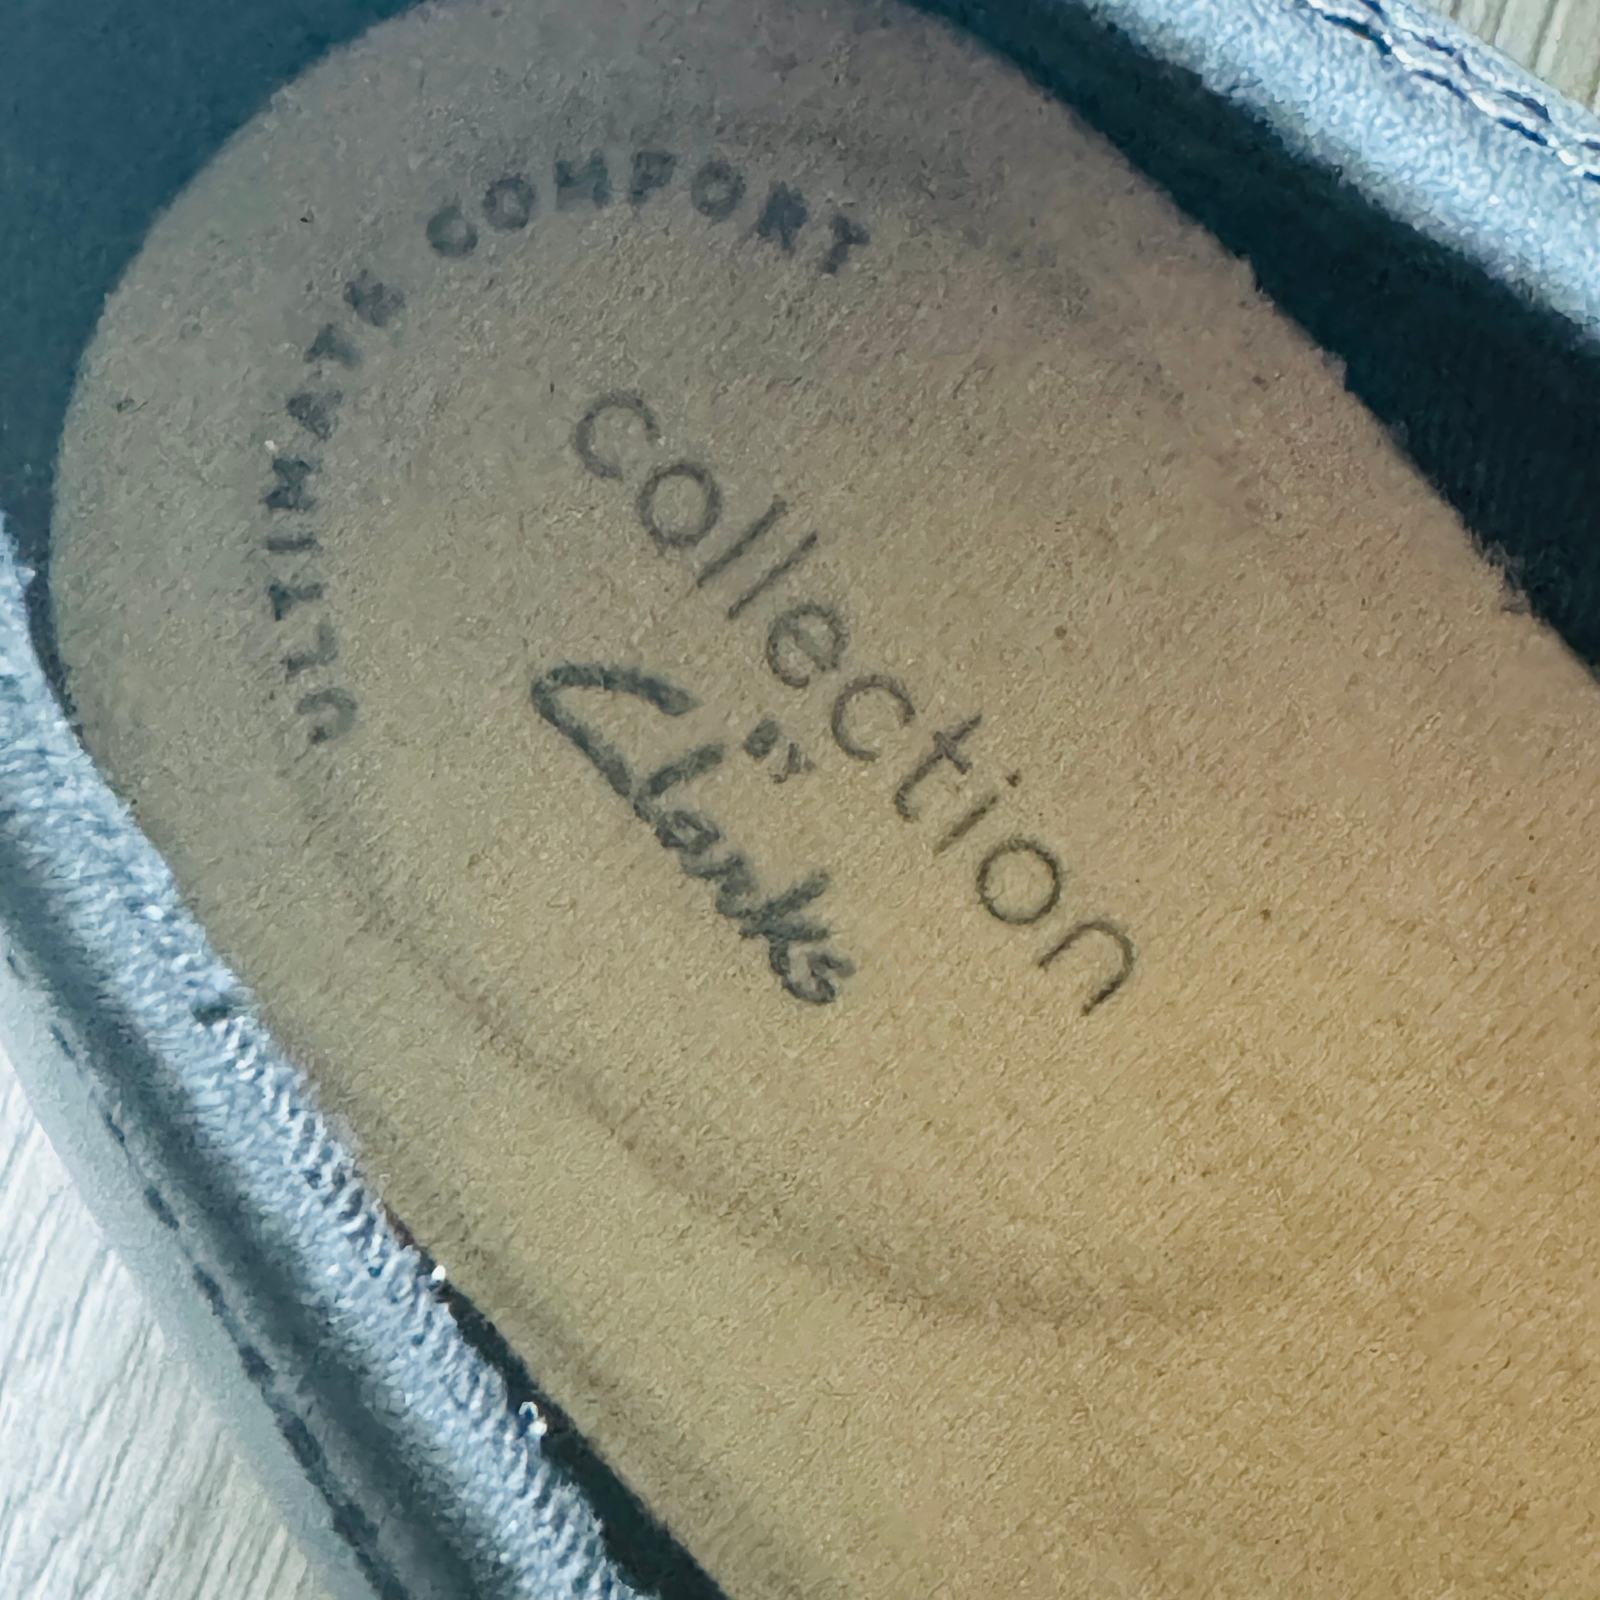 ULTIMATE COMFORT
collection
BY
Clarks